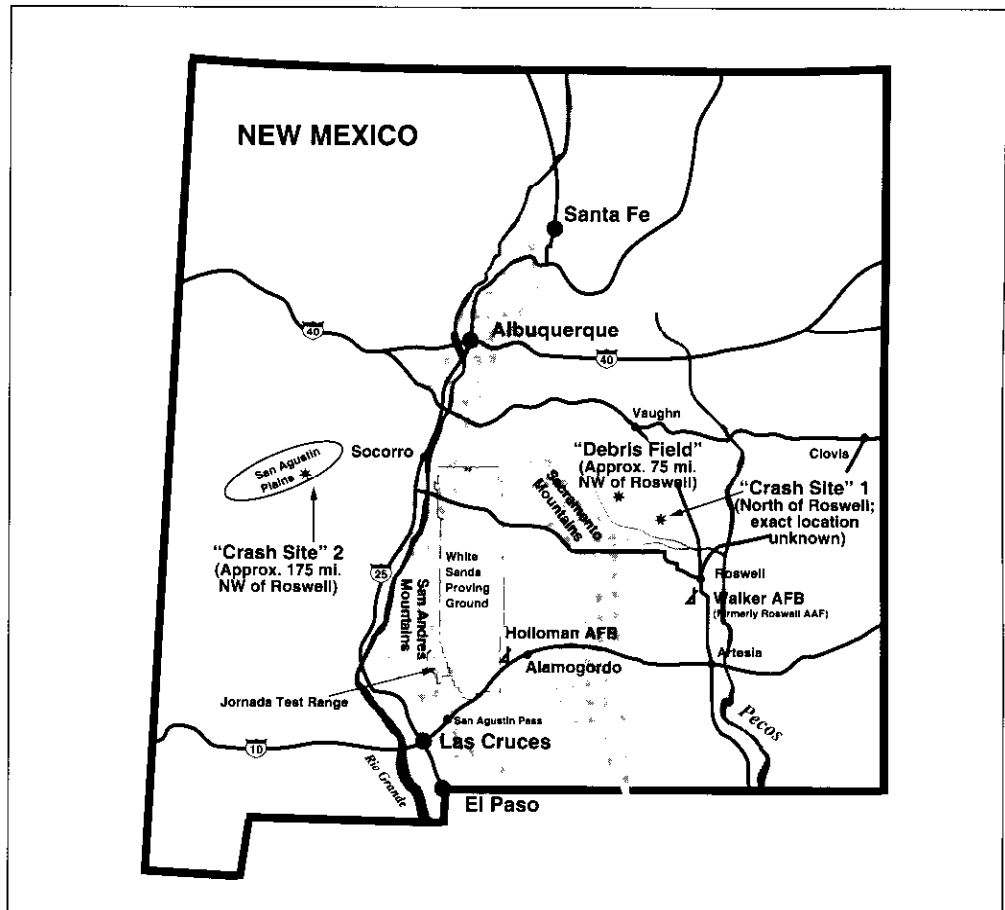 NEW MEXICO
Santa Fe
40
Albuquerque
40
Vaughn
"Debris Field"
(Approx. 75 mi.
NW of Roswell)
Clovis
Socorro
San Agustin
Plains
Sacramento
Mountains
"Crash Site" 1
(North of Roswell;
exact location
unknown)
"Crash Site" 2
(Approx. 175 mi.
NW of Roswell)
25
White
Sands
Proving
Ground
San Andres
Mountains
Roswell
Walker AFB
(formerly Roswell AAF)
Holloman AFB
Alamogordo
Artesia
Jornada Test Range
San Agustin Pass
Pecos
10
Las Cruces
Rio Grande
El Paso